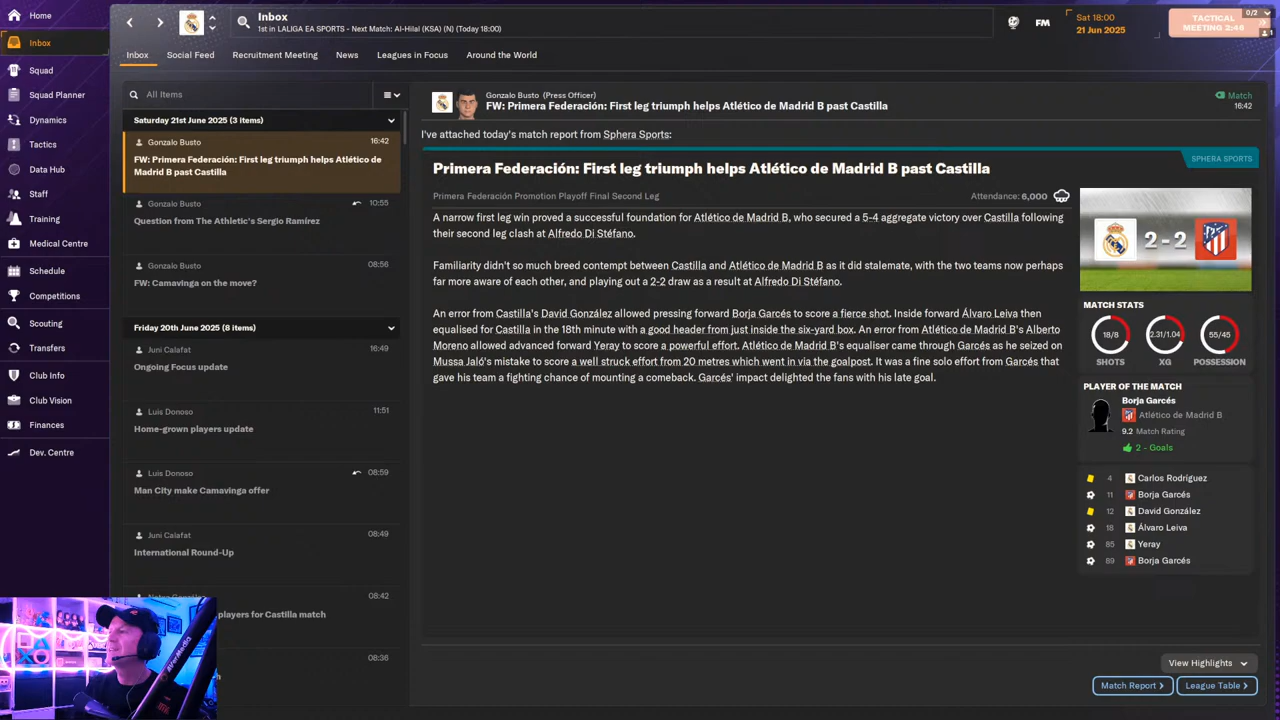 Home
Inbox
Squad
Squad Planner
Dynamics
Tactics
Data Hub
Staff
Training
Medical Centre
Schedule
Competitions
Scouting
Transfers
Club Info
Club Vision
Finances
Dev. Centre
Inbox
1st in LALIGA EA SPORTS - Next Match: Al-Hilal (KSA) (N) (Today 18:00)
FM
Sat 18:00
21 Jun 2025
TACTICAL
MEETING 2:46
0/2
1
Inbox
Social Feed
Recruitment Meeting
News
Leagues in Focus
Around the World
All Items
Saturday 21st June 2025 (3 items)
Gonzalo Busto
16:42
FW: Primera Federación: First leg triumph helps Atlético de
Madrid B past Castilla
Gonzalo Busto
10:55
Question from The Athletic's Sergio Ramírez
Gonzalo Busto
08:56
FW: Camavinga on the move?
Friday 20th June 2025 (8 items)
Juni Calafat
16:49
Ongoing Focus update
Luis Donoso
11:51
Home-grown players update
Luis Donoso
08:59
Man City make Camavinga offer
Juni Calafat
08:49
International Round-Up
08:42
players for Castilla match
08:36
Gonzalo Busto (Press Officer)
FW: Primera Federación: First leg triumph helps Atlético de Madrid B past Castilla
Match
16:42
I've attached today's match report from Sphera Sports:
SPHERA SPORTS
Primera Federación: First leg triumph helps Atlético de Madrid B past Castilla
Primera Federación Promotion Playoff Final Second Leg
Attendance: 6,000
A narrow first leg win proved a successful foundation for Atlético de Madrid B, who secured a 5-4 aggregate victory over Castilla following
their second leg clash at Alfredo Di Stéfano.
Familiarity didn't so much breed contempt between Castilla and Atlético de Madrid B as it did stalemate, with the two teams now perhaps
far more aware of each other, and playing out a 2-2 draw as a result at Alfredo Di Stéfano.
An error from Castilla's David González allowed pressing forward Borja Garcés to score a fierce shot. Inside forward Álvaro Leiva then
equalised for Castilla in the 18th minute with a good header from just inside the six-yard box. An error from Atlético de Madrid B's Alberto
Moreno allowed advanced forward Yeray to score a powerful effort. Atlético de Madrid B's equaliser came through Garcés as he seized on
Mussa Jaló's mistake to score a well struck effort from 20 metres which went in via the goalpost. It was a fine solo effort from Garcés that
gave his team a fighting chance of mounting a comeback. Garcés' impact delighted the fans with his late goal.
2 - 2
MATCH STATS
18/8
2.31/1.04
55/45
SHOTS
XG
POSSESSION
PLAYER OF THE MATCH
Borja Garcés
Atlético de Madrid B
9.2 Match Rating
2 - Goals
4 Carlos Rodríguez
11 Borja Garcés
12 David González
18 Álvaro Leiva
85 Yeray
89 Borja Garcés
View Highlights
Match Report
League Table